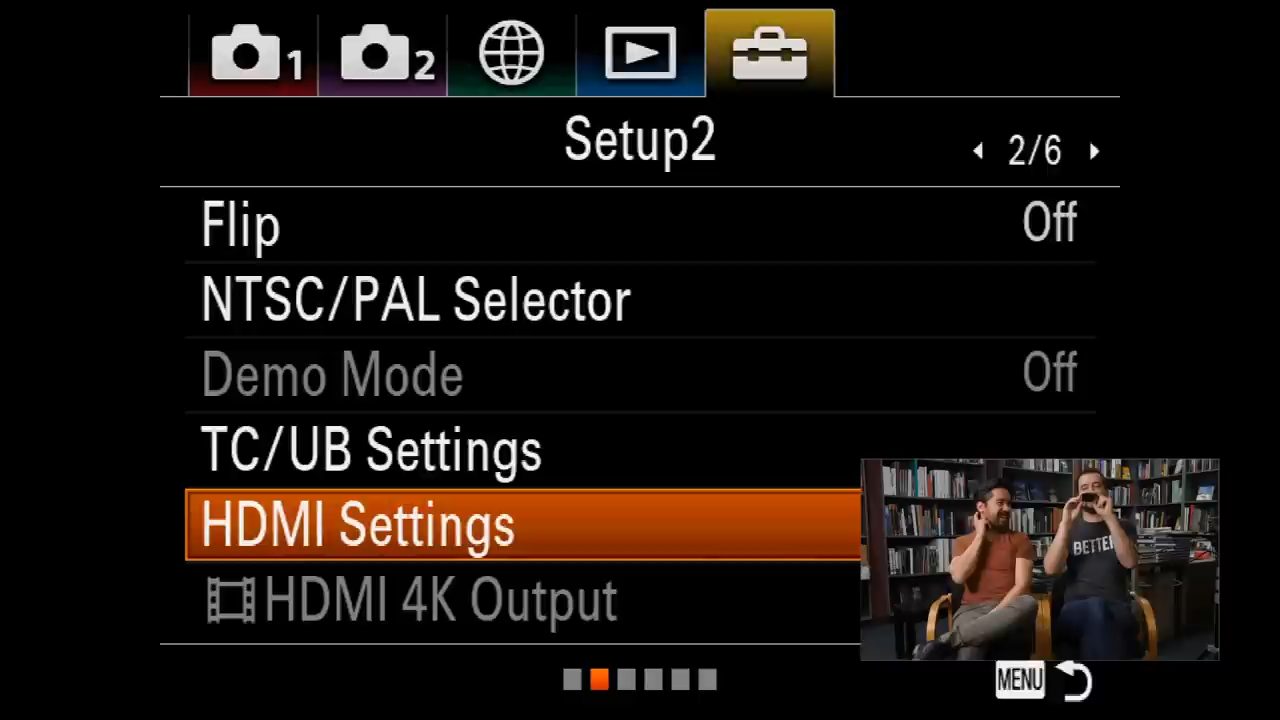 1
2
Setup2
2/6
Flip Off
NTSC/PAL Selector
Demo Mode Off
TC/UB Settings
HDMI Settings
HDMI 4K Output
BETTER
MENU